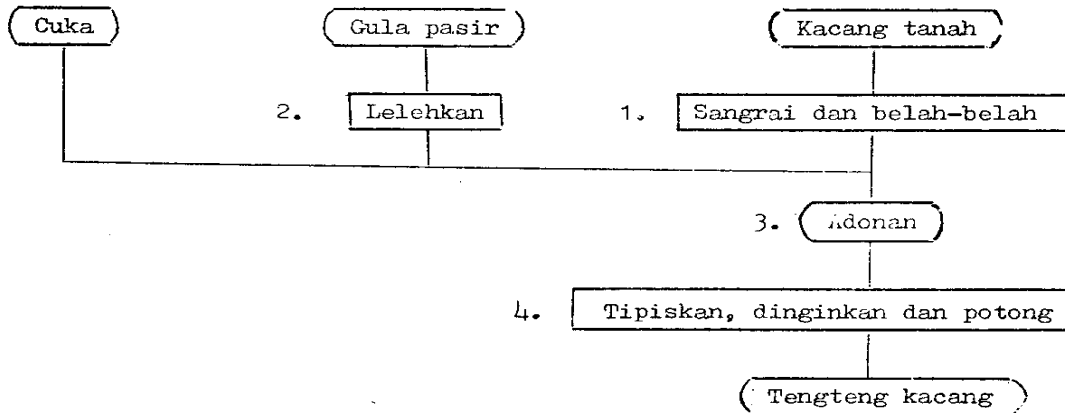 Cuka
Gula pasir
Kacang tanah
2. Lelehkan
1. Sangrai dan belah-belah
3. Adonan
4. Tipiskan, dinginkan dan potong
Tengteng kacang